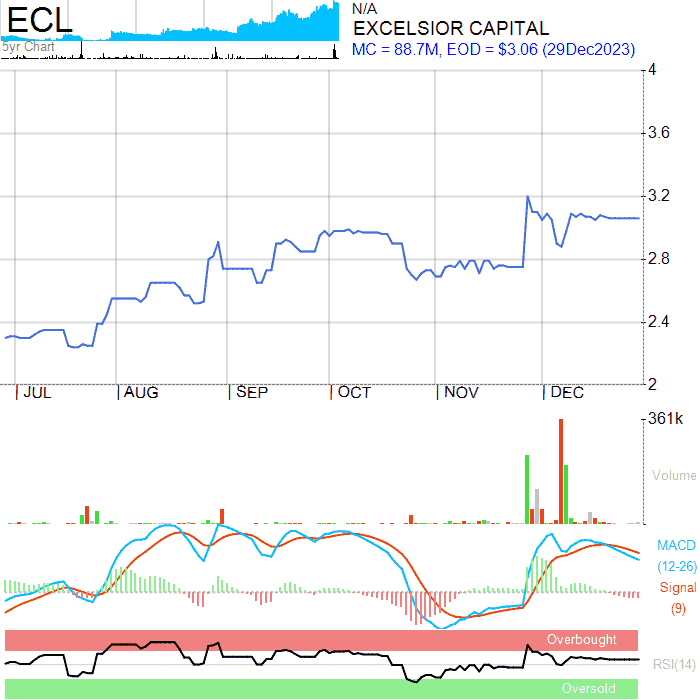 ECL
N/A
EXCELSIOR CAPITAL
5yr Chart
MC = 88.7M, EOD = $3.06 (29Dec2023)
4
3.6
3.2
2.8
2.4
2
JUL AUG SEP OCT NOV DEC
361k
Volume
MACD
(12-26)
Signal
(9)
Overbought
RSI(14)
Oversold